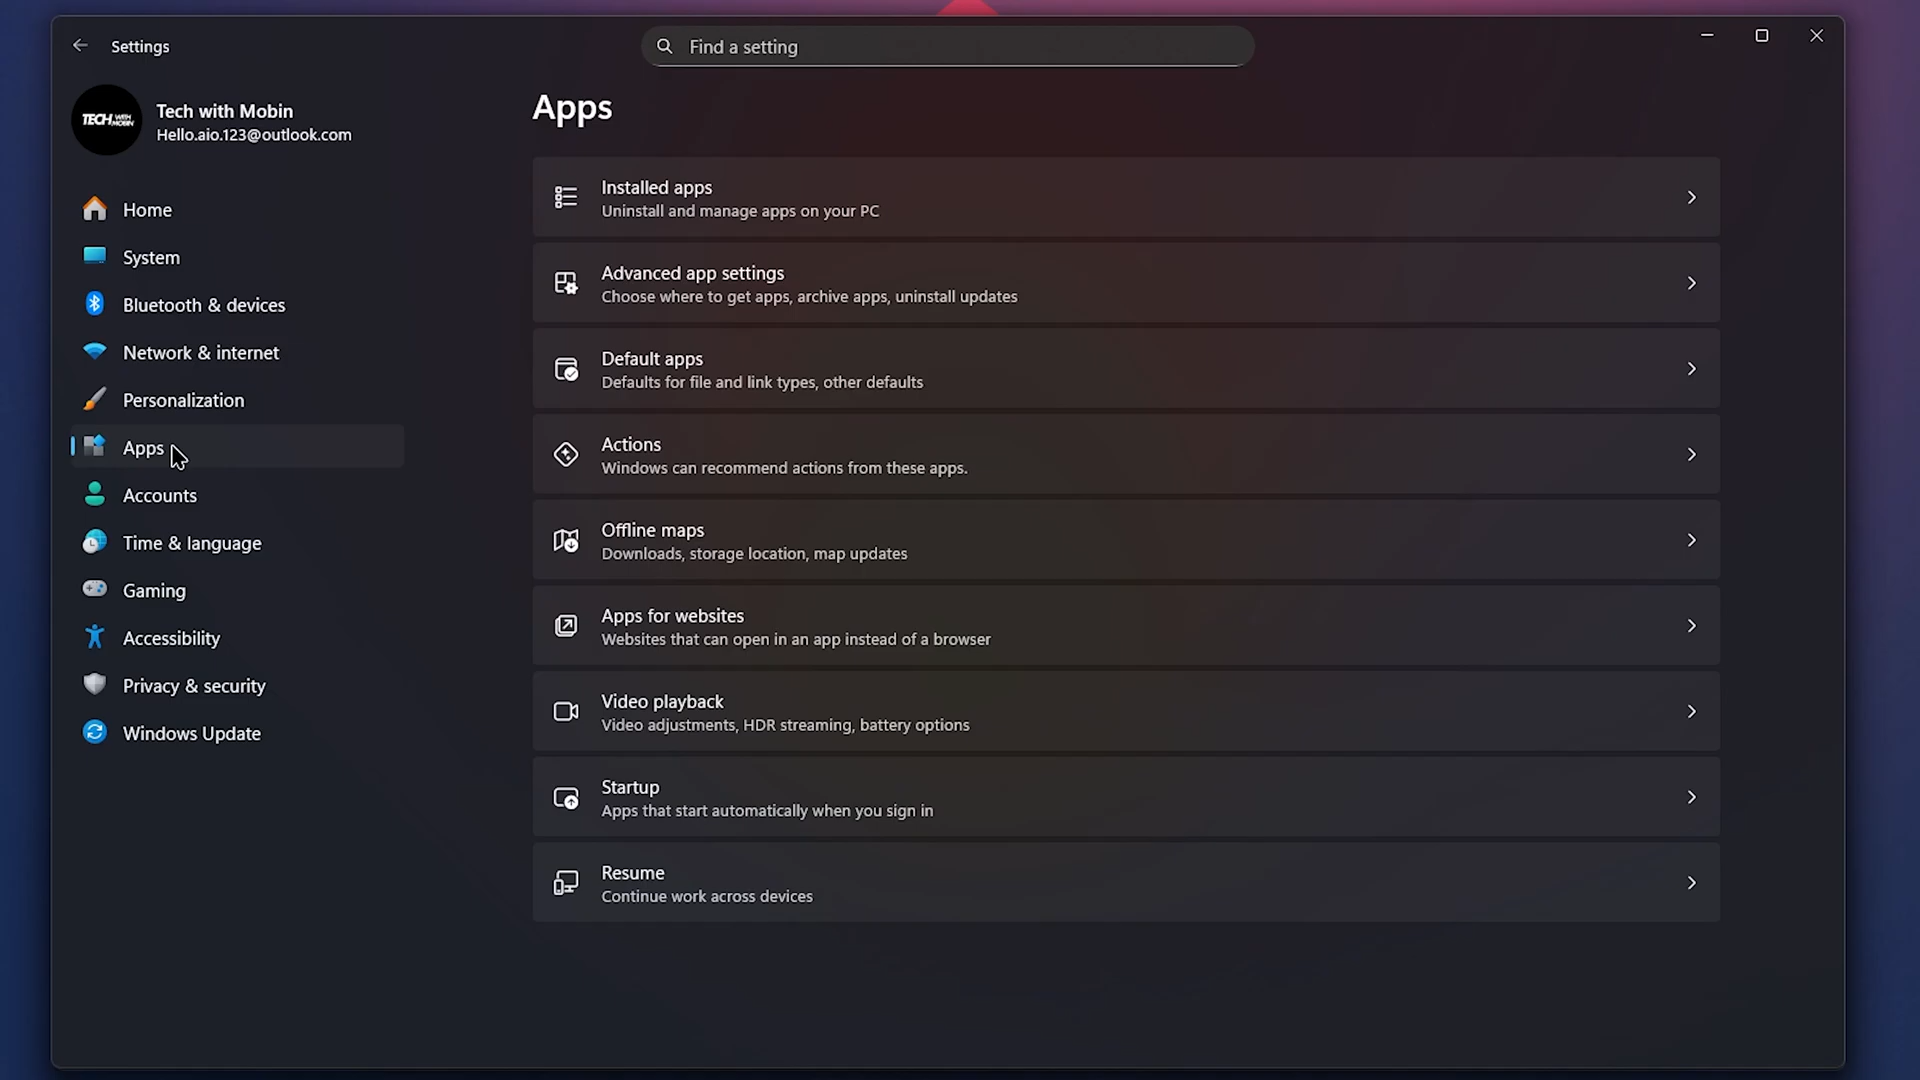 Settings
Find a setting
TECH WITH MOBIN
Tech with Mobin
Hello.aio.123@outlook.com
Home
System
Bluetooth & devices
Network & internet
Personalization
Apps
Accounts
Time & language
Gaming
Accessibility
Privacy & security
Windows Update
Apps
Installed apps
Uninstall and manage apps on your PC
Advanced app settings
Choose where to get apps, archive apps, uninstall updates
Default apps
Defaults for file and link types, other defaults
Actions
Windows can recommend actions from these apps.
Offline maps
Downloads, storage location, map updates
Apps for websites
Websites that can open in an app instead of a browser
Video playback
Video adjustments, HDR streaming, battery options
Startup
Apps that start automatically when you sign in
Resume
Continue work across devices